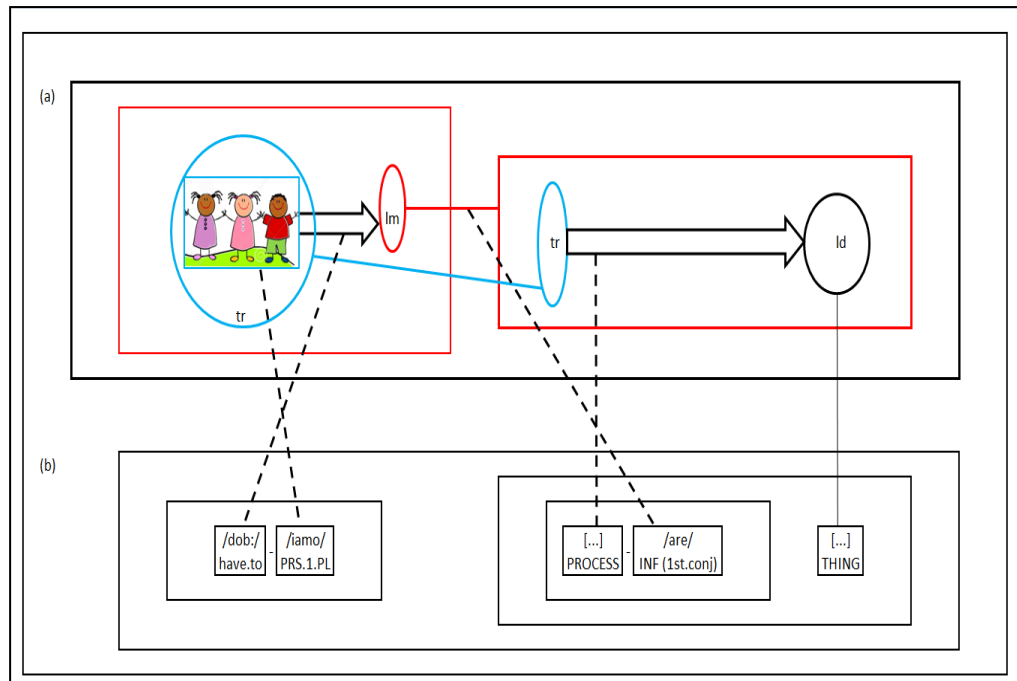 (a)
lm
tr
ld
tr
(b)
/dob:/
have.to
-
/iamo/
PRS.1.PL
[...]
PROCESS
-
/are/
INF (1st.conj)
[...]
THING